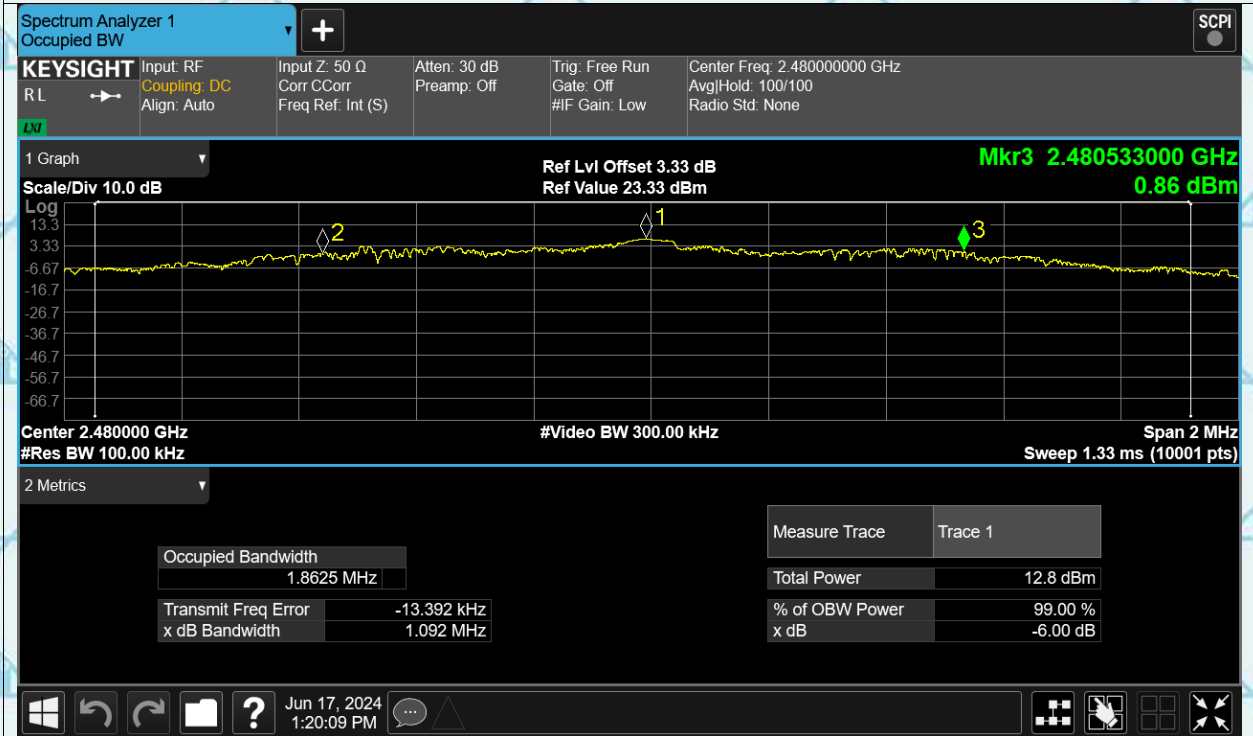 Spectrum Analyzer 1
Occupied BW
▼
+
SCPI
KEYSIGHT
R L
LXI
Input: RF
Coupling: DC
Align: Auto
Input Z: 50 Ω
Corr CCorr
Freq Ref: Int (S)
Atten: 30 dB
Preamp: Off
Trig: Free Run
Gate: Off
#IF Gain: Low
Center Freq: 2.480000000 GHz
Avg|Hold: 100/100
Radio Std: None
1 Graph ▼
Scale/Div 10.0 dB
Ref Lvl Offset 3.33 dB
Ref Value 23.33 dBm
Mkr3 2.480533000 GHz
0.86 dBm
Log
13.3
3.33
-6.67
-16.7
-26.7
-36.7
-46.7
-56.7
-66.7
2
1
3
Center 2.480000 GHz
#Res BW 100.00 kHz
#Video BW 300.00 kHz
Span 2 MHz
Sweep 1.33 ms (10001 pts)
2 Metrics ▼
Measure Trace Trace 1
Occupied Bandwidth
1.8625 MHz
Total Power 12.8 dBm
Transmit Freq Error -13.392 kHz
% of OBW Power 99.00 %
x dB Bandwidth 1.092 MHz
x dB -6.00 dB
?
Jun 17, 2024
1:20:09 PM